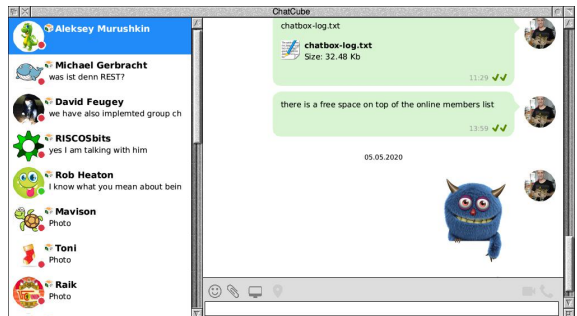 ChatCube
Aleksey Murushkin
Michael Gerbracht
was ist denn REST?
David Feugey
we have also implemted group ch
RISCOSbits
yes I am talking with him
Rob Heaton
I know what you mean about bein
Mavison
Photo
Toni
Photo
Raik
Photo
chatbox-log.txt
chatbox-log.txt
Size: 32.48 Kb
11:29
there is a free space on top of the online members list
13:59
05.05.2020